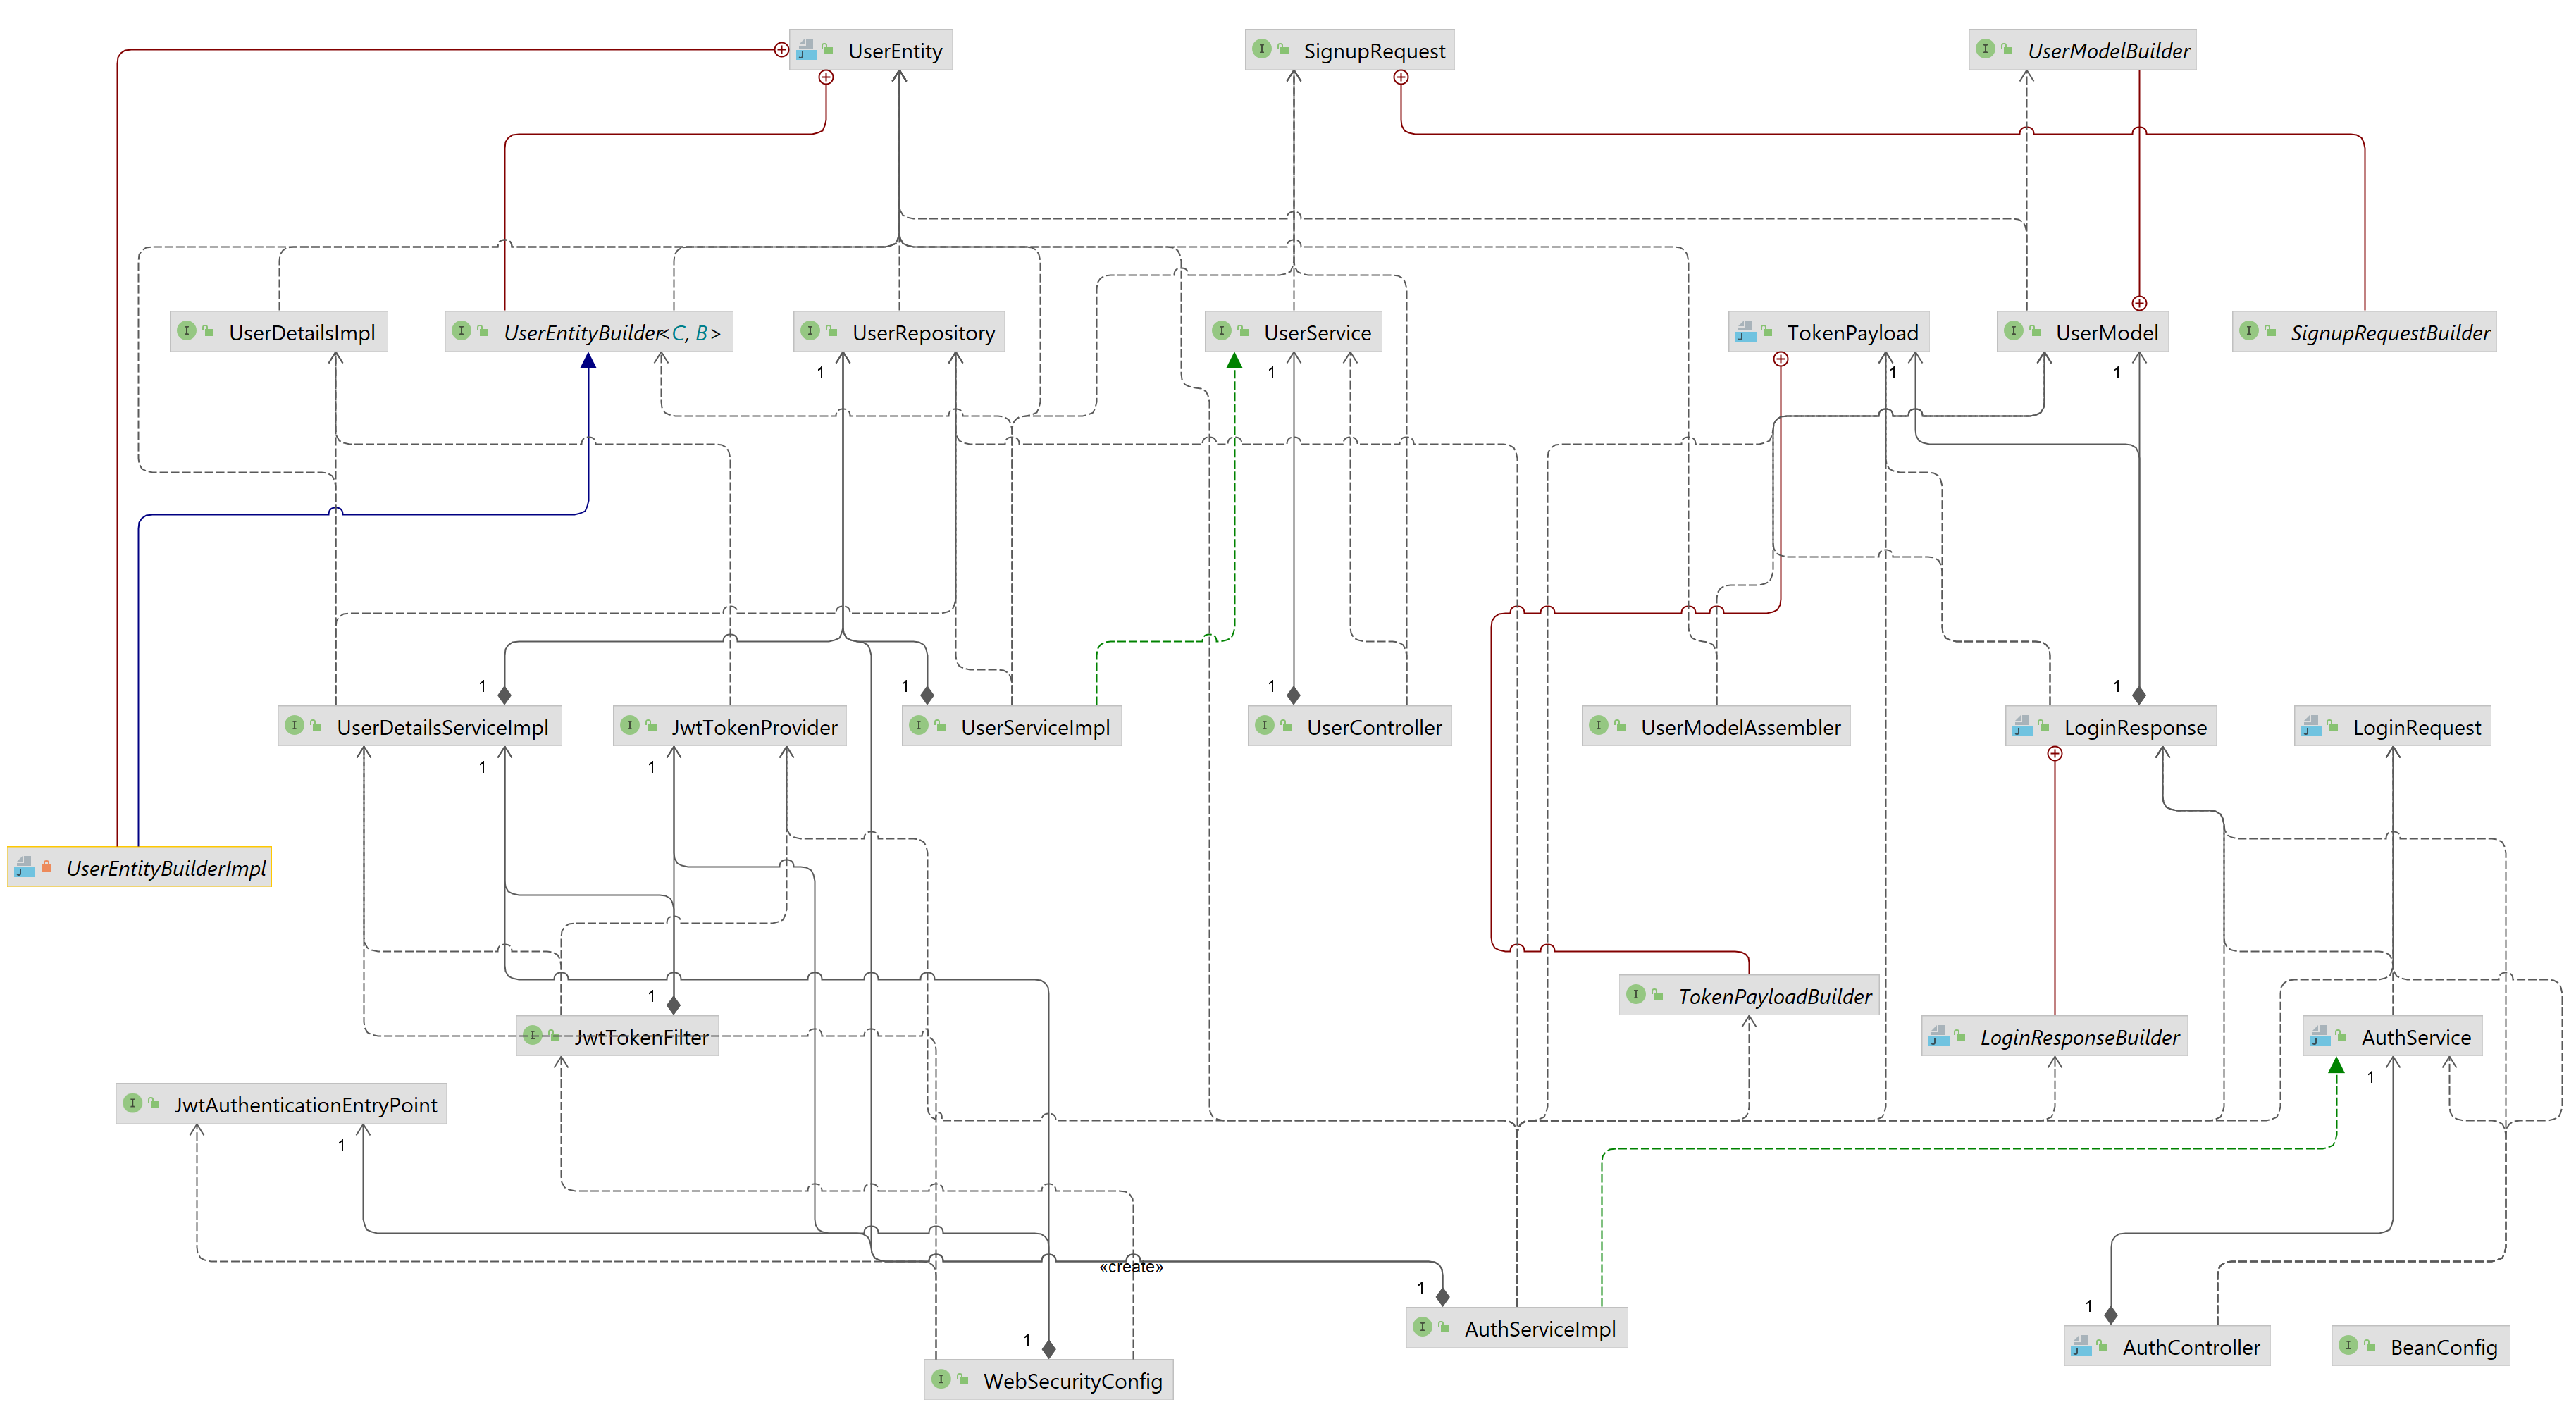 UserEntity
SignupRequest
UserModelBuilder
UserDetailsImpl
UserEntityBuilder<C, B>
UserRepository
UserService
TokenPayload
UserModel
SignupRequestBuilder
1
1
1
1
1
1
1
1
UserDetailsServiceImpl
JwtTokenProvider
UserServiceImpl
UserController
UserModelAssembler
LoginResponse
LoginRequest
1
1
UserEntityBuilderImpl
1
TokenPayloadBuilder
JwtTokenFilter
LoginResponseBuilder
AuthService
1
JwtAuthenticationEntryPoint
1
«create»
1
1
AuthServiceImpl
1
AuthController
BeanConfig
WebSecurityConfig